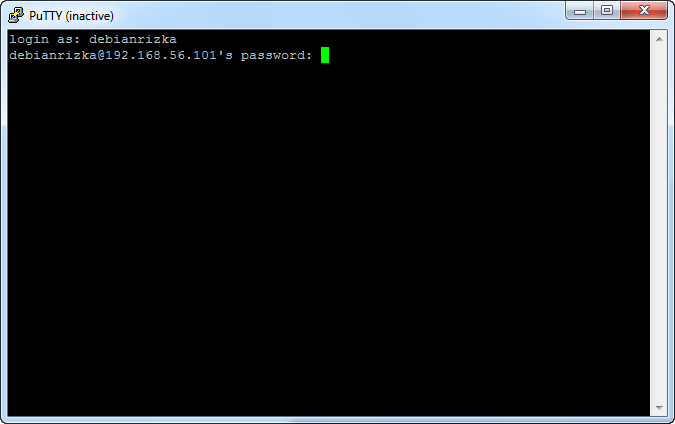 PuTTY (inactive)
login as: debianrizka
debianrizka@192.168.56.101's password: